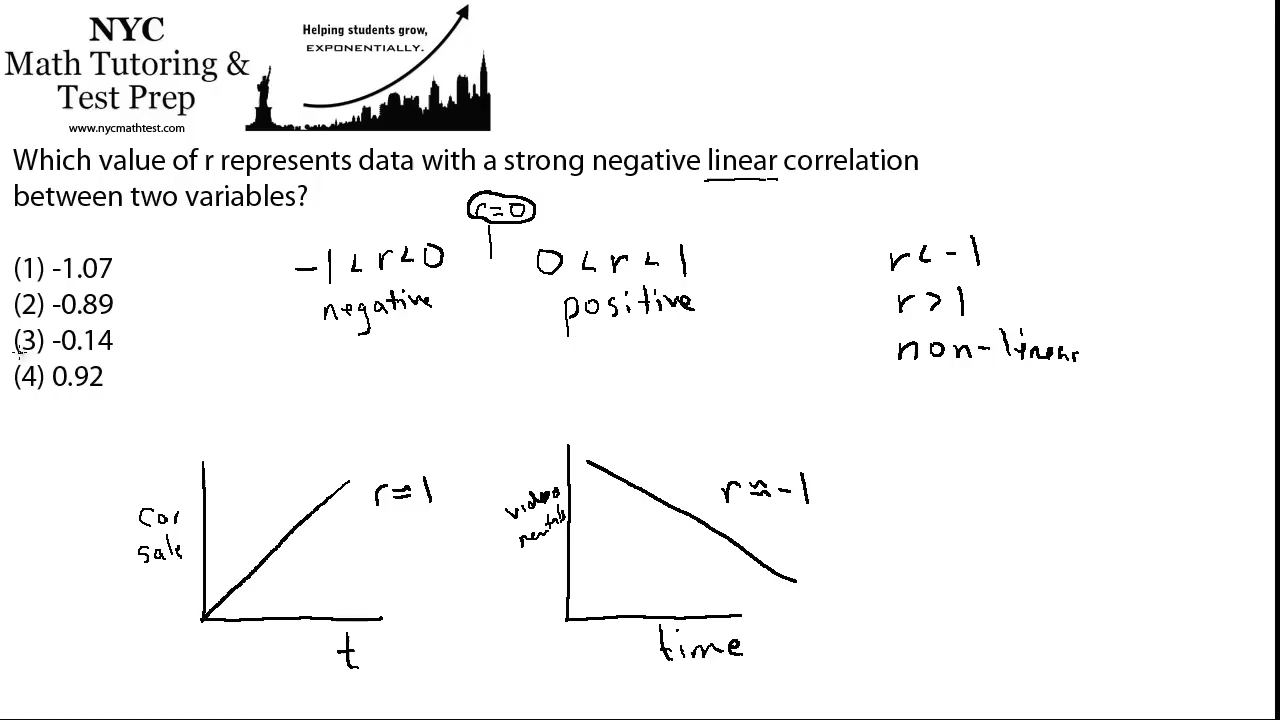 NYC
Math Tutoring &
Test Prep
www.nycmathtest.com
Helping students grow,
EXPONENTIALLY.
Which value of r represents data with a strong negative linear correlation
between two variables?
r=0
(1) -1.07
(2) -0.89
(3) -0.14
(4) 0.92
-1 < r < 0
negative
0 < r < 1
positive
r < -1
r > 1
non-linear
car
sale
r ≈ 1
t
video
rentals
r ≈ -1
time